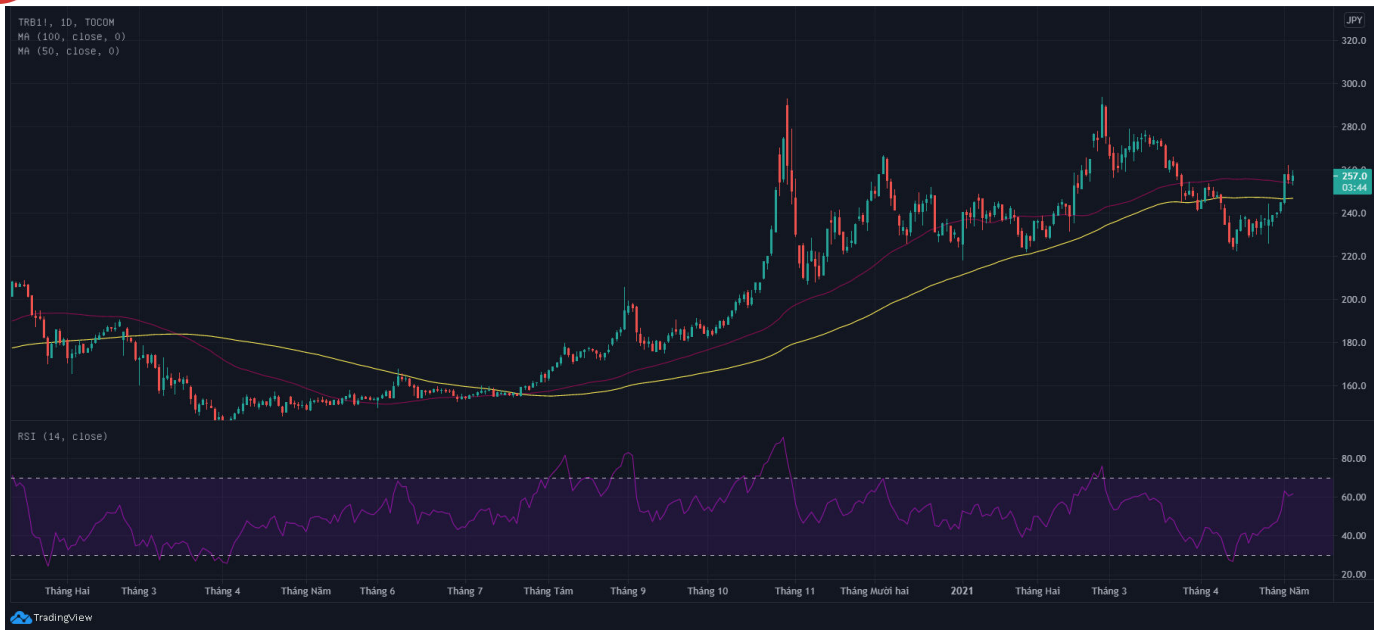 TRB1!, 1D, TOCOM
MA (100, close, 0)
MA (50, close, 0)
JPY
320.0
300.0
280.0
257.0
03:44
240.0
220.0
200.0
180.0
160.0
RSI (14, close)
80.00
60.00
40.00
20.00
Tháng Hai Tháng 3 Tháng 4 Tháng Năm Tháng 6 Tháng 7 Tháng Tám Tháng 9 Tháng 10 Tháng 11 Tháng Mười hai 2021 Tháng Hai Tháng 3 Tháng 4 Tháng Năm
TradingView